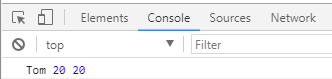 Elements Console Sources Network
top Filter
Tom 20 20